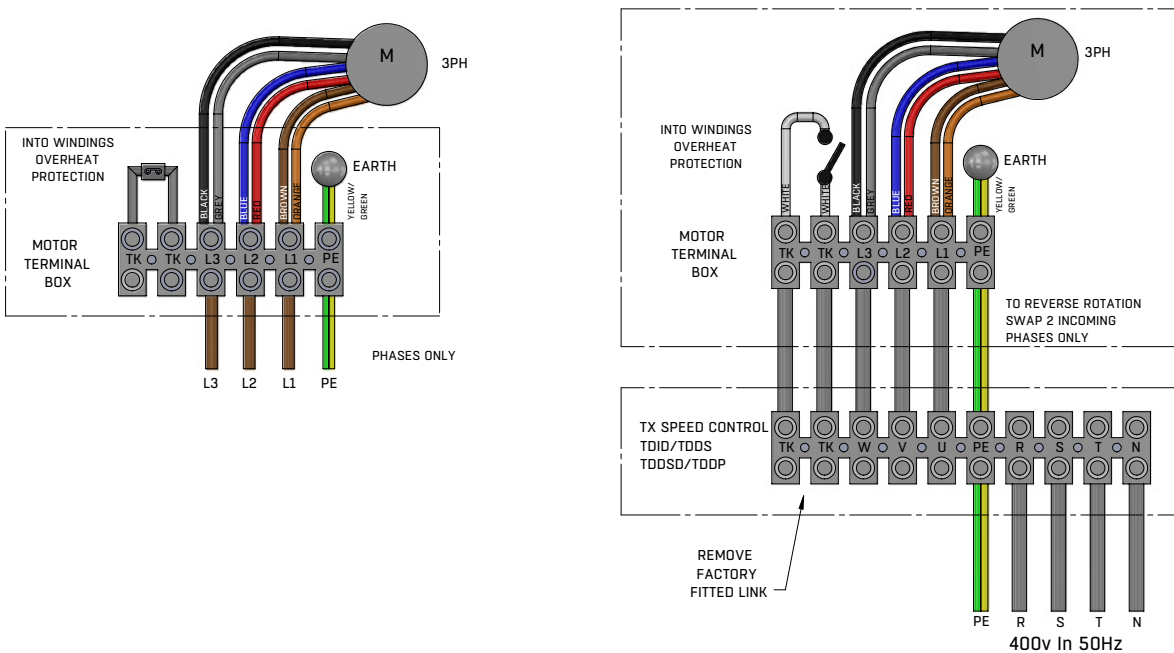 M
3PH
INTO WINDINGS
OVERHEAT
PROTECTION
BLACK
GREY
BLUE
RED
BROWN
ORANGE
EARTH
YELLOW/
GREEN
MOTOR
TERMINAL
BOX
TK TK L3 L2 L1 PE
PHASES ONLY
L3 L2 L1 PE
M
3PH
INTO WINDINGS
OVERHEAT
PROTECTION
WHITE
WHITE
BLACK
GREY
BLUE
RED
BROWN
ORANGE
EARTH
YELLOW/
GREEN
MOTOR
TERMINAL
BOX
TK TK L3 L2 L1 PE
TO REVERSE ROTATION
SWAP 2 INCOMING
PHASES ONLY
TX SPEED CONTROL
TDID/TDDS
TDDSD/TDDP
TK TK W V U PE R S T N
REMOVE
FACTORY
FITTED LINK
PE R S T N
400v In 50Hz